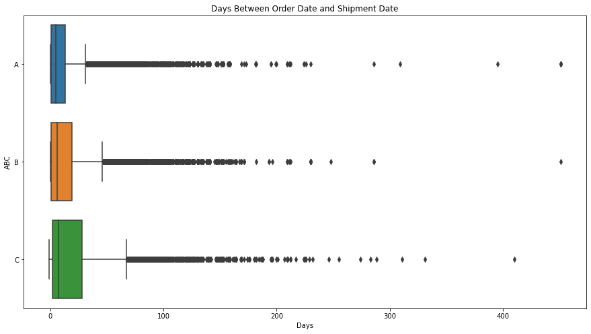 Days Between Order Date and Shipment Date
A
B
C
ABC
0 100 200 300 400
Days